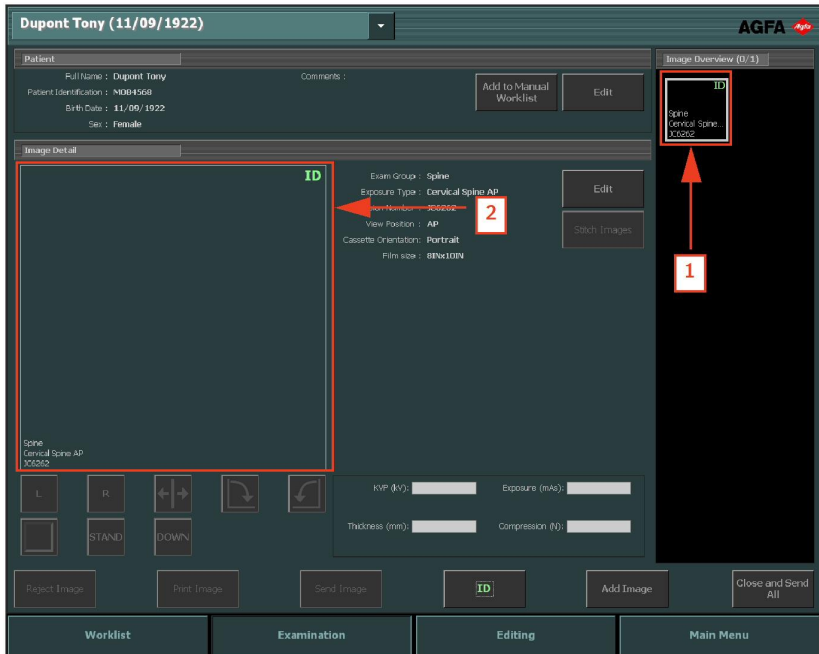 Dupont Tony (11/09/1922)
AGFA
Agfa
Patient
Full Name : Dupont Tony
Patient Identification : M084568
Birth Date : 11/09/1922
Sex : Female
Comments :
Add to Manual
Worklist
Edit
Image Overview (0/1)
ID
Spine
Cervical Spine...
JC6262
1
Image Detail
ID
Spine
Cervical Spine AP
JC6262
2
Exam Group : Spine
Exposure Type : Cervical Spine AP
Number : JC6262
View Position : AP
Cassette Orientation: Portrait
Film size : 8INx10IN
Edit
Stitch Images
L
R
STAND
DOWN
KVP (kV):
Exposure (mAs):
Thickness (mm):
Compression (N):
Reject Image
Print Image
Send Image
ID
Add Image
Close and Send
All
Worklist
Examination
Editing
Main Menu